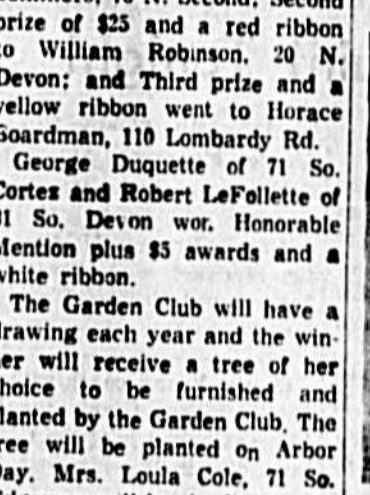 N. Second. Second
prize of $25 and a red ribbon
to William Robinson, 20 N.
Devon; and Third prize and a
yellow ribbon went to Horace
Boardman, 110 Lombardy Rd.
George Duquette of 71 So.
Cortez and Robert LeFollette of
31 So. Devon wor. Honorable
Mention plus $5 awards and a
white ribbon.
The Garden Club will have a
drawing each year and the win-
ner will receive a tree of her
choice to be furnished and
planted by the Garden Club. The
tree will be planted on Arbor
Day. Mrs. Loula Cole, 71 So.